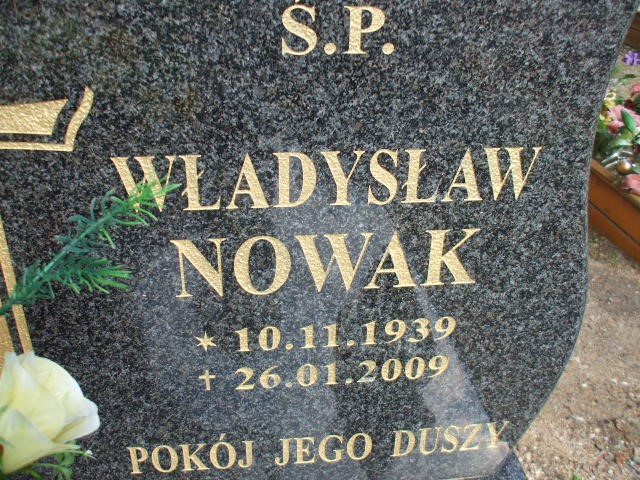 Ś.P.
WŁADYSŁAW
NOWAK
✶ 10.11.1939
✝ 26.01.2009
POKÓJ JEGO DUSZY